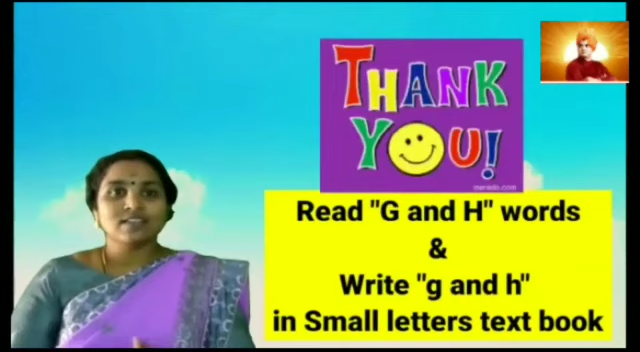 THANK
YOU!
Read "G and H" words
&
Write "g and h"
in Small letters text book